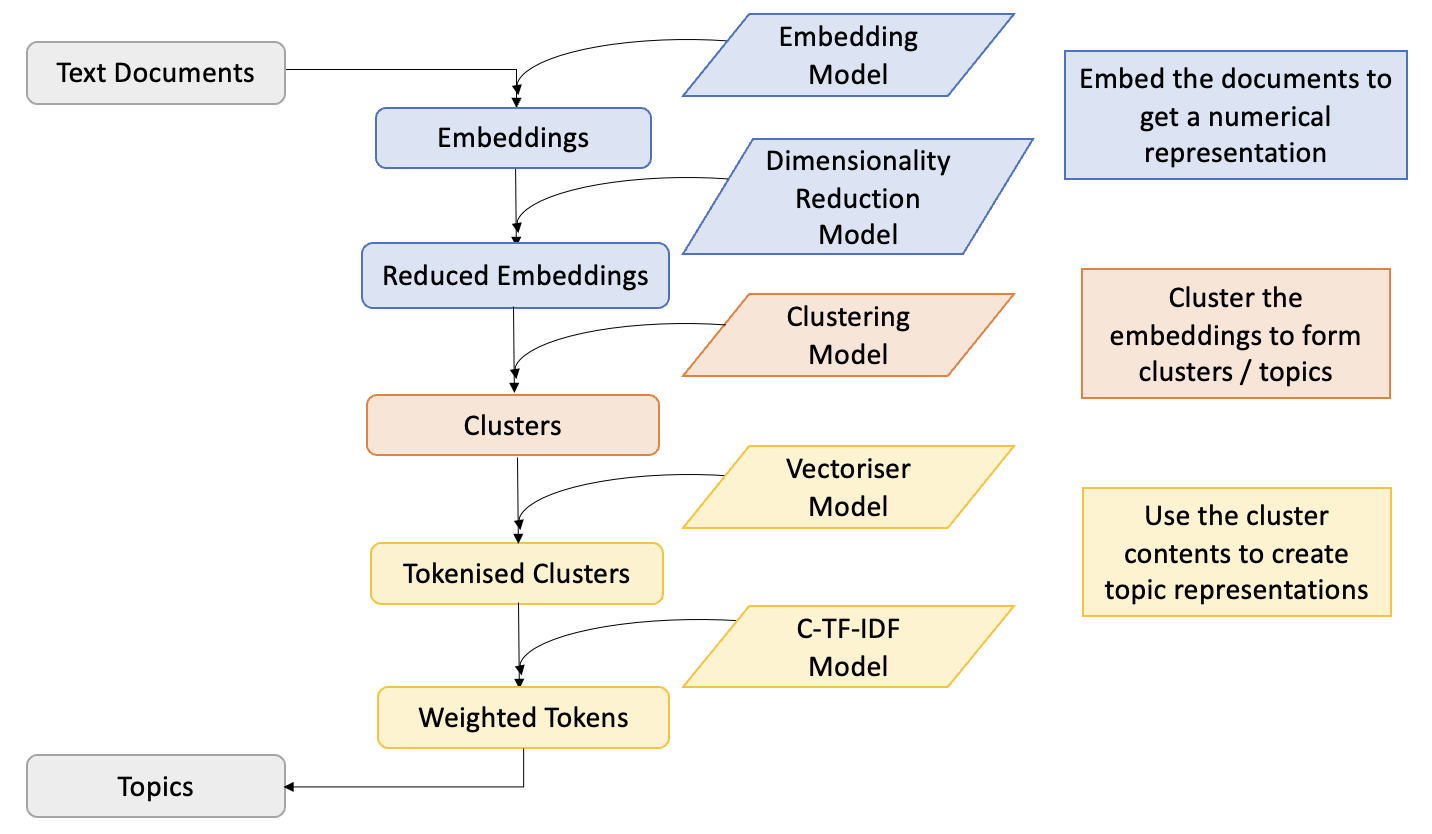 Text Documents
Embedding
Model
Embed the documents to
get a numerical
representation
Embeddings
Dimensionality
Reduction
Model
Reduced Embeddings
Clustering
Model
Cluster the
embeddings to form
clusters / topics
Clusters
Vectoriser
Model
Use the cluster
contents to create
topic representations
Tokenised Clusters
C-TF-IDF
Model
Weighted Tokens
Topics